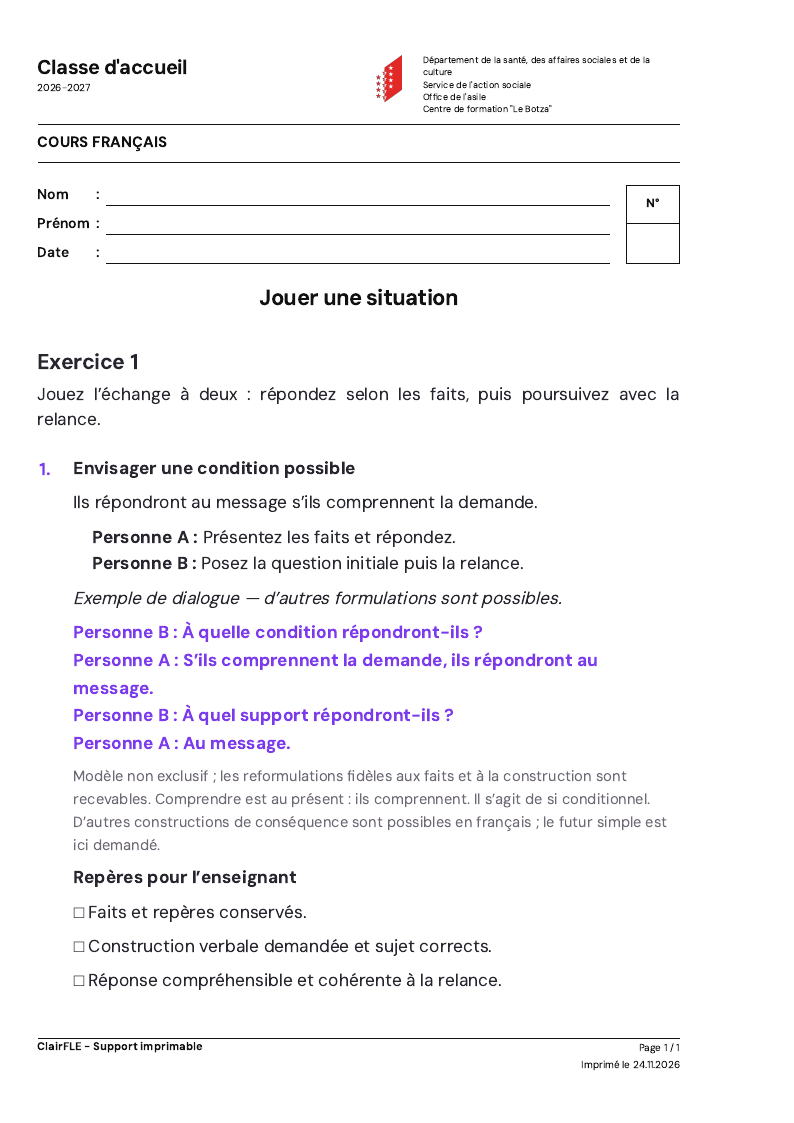 Classe d'accueil
2026-2027
Département de la santé, des affaires sociales et de la
culture
Service de l'action sociale
Office de l'asile
Centre de formation "Le Botza"
COURS FRANÇAIS
Nom :
Prénom :
Date :
N°
Jouer une situation
Exercice 1
Jouez l’échange à deux : répondez selon les faits, puis poursuivez avec la
relance.
1. Envisager une condition possible
Ils répondront au message s’ils comprennent la demande.
Personne A : Présentez les faits et répondez.
Personne B : Posez la question initiale puis la relance.
Exemple de dialogue — d’autres formulations sont possibles.
Personne B : À quelle condition répondront-ils ?
Personne A : S’ils comprennent la demande, ils répondront au
message.
Personne B : À quel support répondront-ils ?
Personne A : Au message.
Modèle non exclusif ; les reformulations fidèles aux faits et à la construction sont
recevables. Comprendre est au présent : ils comprennent. Il s’agit de si conditionnel.
D’autres constructions de conséquence sont possibles en français ; le futur simple est
ici demandé.
Repères pour l’enseignant
□ Faits et repères conservés.
□ Construction verbale demandée et sujet corrects.
□ Réponse compréhensible et cohérente à la relance.
ClairFLE - Support imprimable
Page 1 / 1
Imprimé le 24.11.2026